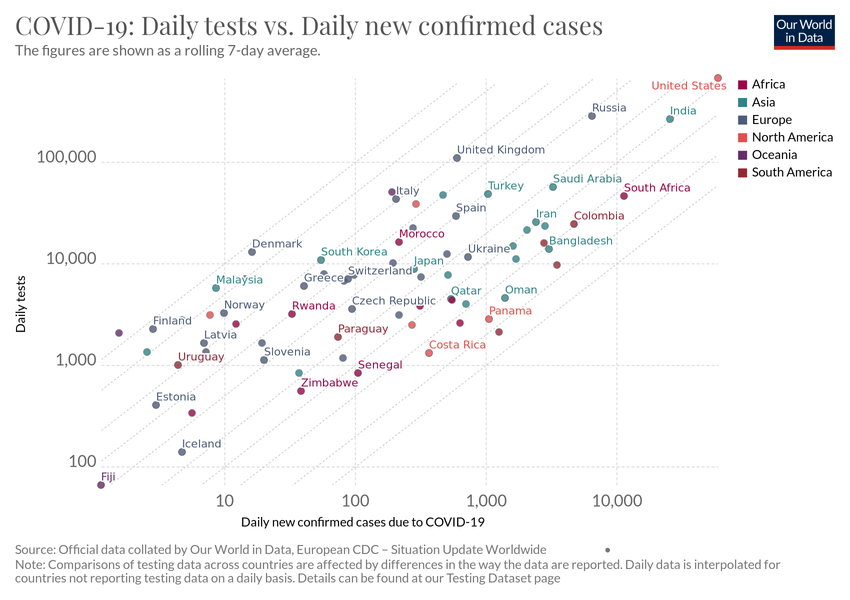 COVID-19: Daily tests vs. Daily new confirmed cases
The figures are shown as a rolling 7-day average.
Our World
in Data
United States
Africa
Asia
Europe
North America
Oceania
South America
Russia
India
100,000
United Kingdom
Italy
Turkey
Saudi Arabia
South Africa
Spain
Iran
Colombia
Morocco
Denmark
South Korea
Ukraine
Bangladesh
10,000
Japan
Switzerland
Greece
Malaysia
Qatar
Oman
Norway
Rwanda
Czech Republic
Panama
Finland
Latvia
Paraguay
Daily tests
Slovenia
Costa Rica
Uruguay
1,000
Senegal
Zimbabwe
Estonia
Iceland
100
Fiji
10
100
1,000
10,000
Daily new confirmed cases due to COVID-19
Source: Official data collated by Our World in Data, European CDC – Situation Update Worldwide
Note: Comparisons of testing data across countries are affected by differences in the way the data are reported. Daily data is interpolated for
countries not reporting testing data on a daily basis. Details can be found at our Testing Dataset page